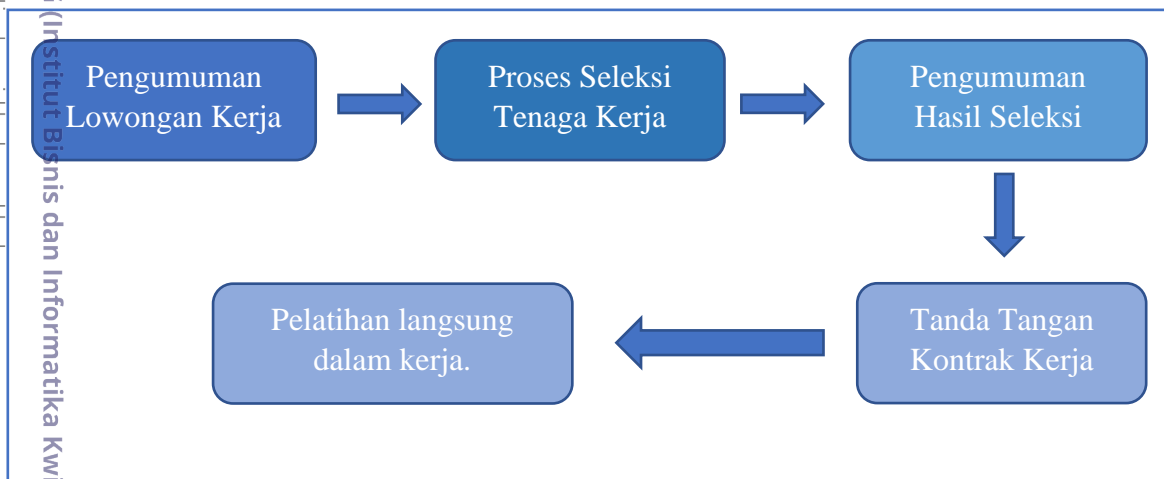 Pengumuman
Lowongan Kerja
Proses Seleksi
Tenaga Kerja
Pengumuman
Hasil Seleksi
Tanda Tangan
Kontrak Kerja
Pelatihan langsung
dalam kerja.
(Institut Bisnis dan Informatika Kwi